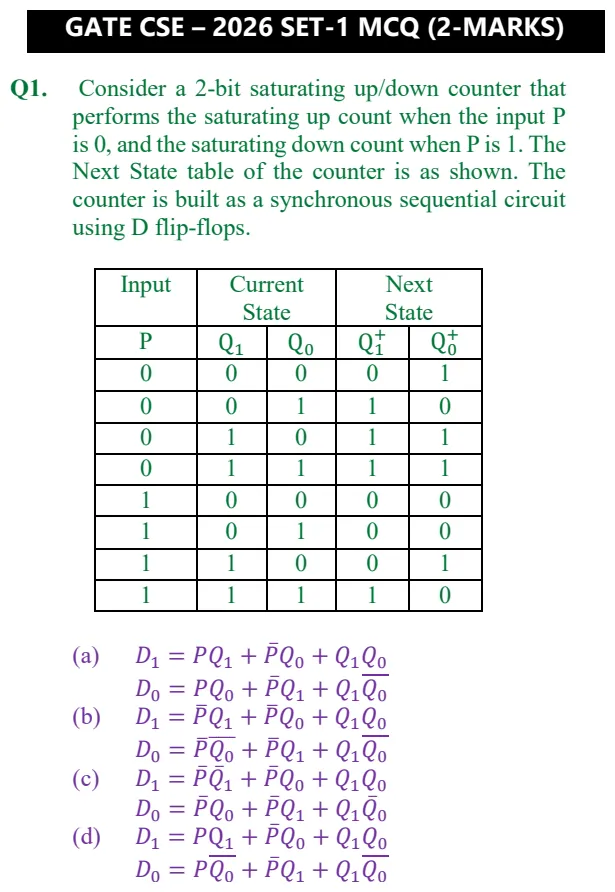 GATE CSE – 2026 SET-1 MCQ (2-MARKS)
Q1. Consider a 2-bit saturating up/down counter that
performs the saturating up count when the input P
is 0, and the saturating down count when P is 1. The
Next State table of the counter is as shown. The
counter is built as a synchronous sequential circuit
using D flip-flops.
Input Current State Next State
P Q₁ Q₀ Q₁⁺ Q₀⁺
0 0 0 0 1
0 0 1 1 0
0 1 0 1 1
0 1 1 1 1
1 0 0 0 0
1 0 1 0 0
1 1 0 0 1
1 1 1 1 0
(a) D₁ = PQ₁ + P̄Q₀ + Q₁Q₀
D₀ = PQ₀ + P̄Q₁ + Q₁Q̅₀
(b) D₁ = P̄Q₁ + P̄Q₀ + Q₁Q₀
D₀ = P̄Q̅₀ + P̄Q₁ + Q₁Q̅₀
(c) D₁ = P̄Q̄₁ + P̄Q₀ + Q₁Q₀
D₀ = P̄Q₀ + P̄Q₁ + Q₁Q̄₀
(d) D₁ = PQ₁ + P̄Q₀ + Q₁Q₀
D₀ = PQ̅₀ + P̄Q₁ + Q₁Q̅₀